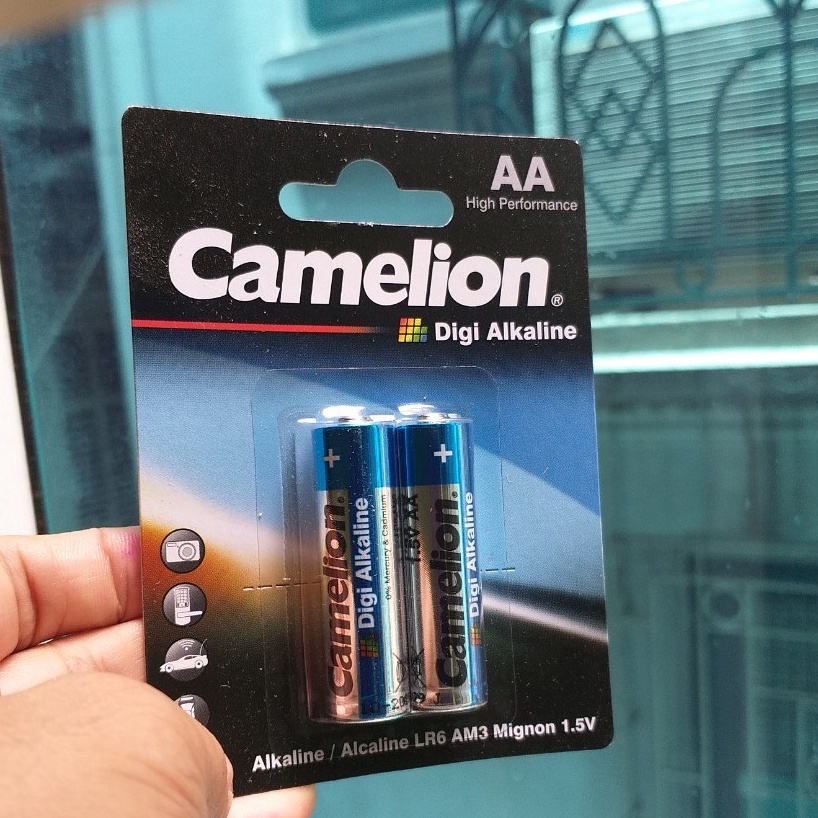 AA
High Performance
Camelion®
Digi Alkaline
+
Camelion®
Digi Alkaline
0% Mercury & Cadmium
+
1.5V AA
Camelion®
Digi Alkaline
Alkaline / Alcaline LR6 AM3 Mignon 1.5V